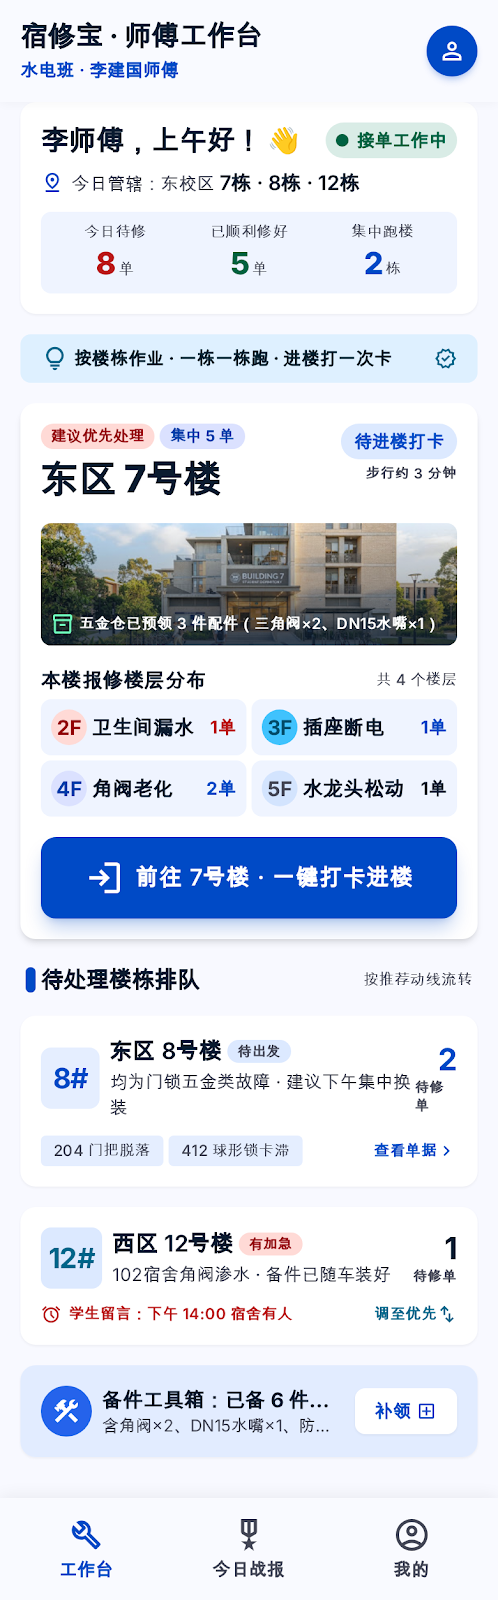 宿修宝 · 师傅工作台
水电班 · 李建国师傅
李师傅，上午好！👋
接单工作中
今日管辖：东校区 7栋 · 8栋 · 12栋
今日待修
已顺利修好
集中跑楼
8 单
5 单
2 栋
按楼栋作业 · 一栋一栋跑 · 进楼打一次卡
建议优先处理
集中 5 单
待进楼打卡
东区 7号楼
步行约 3 分钟
BUILDING 7
五金仓已预领 3 件配件（三角阀×2、DN15水嘴×1）
本楼报修楼层分布
共 4 个楼层
2F 卫生间漏水 1单
3F 插座断电 1单
4F 角阀老化 2单
5F 水龙头松动 1单
前往 7号楼 · 一键打卡进楼
待处理楼栋排队
按推荐动线流转
8#
东区 8号楼
待出发
均为门锁五金类故障 · 建议下午集中换
装
2
待修
单
204 门把脱落
412 球形锁卡滞
查看单据
12#
西区 12号楼
有加急
102宿舍角阀渗水 · 备件已随车装好
1
待修单
学生留言：下午 14:00 宿舍有人
调至优先
备件工具箱：已备 6 件...
含角阀×2、DN15水嘴×1、防...
补领
工作台
今日战报
我的